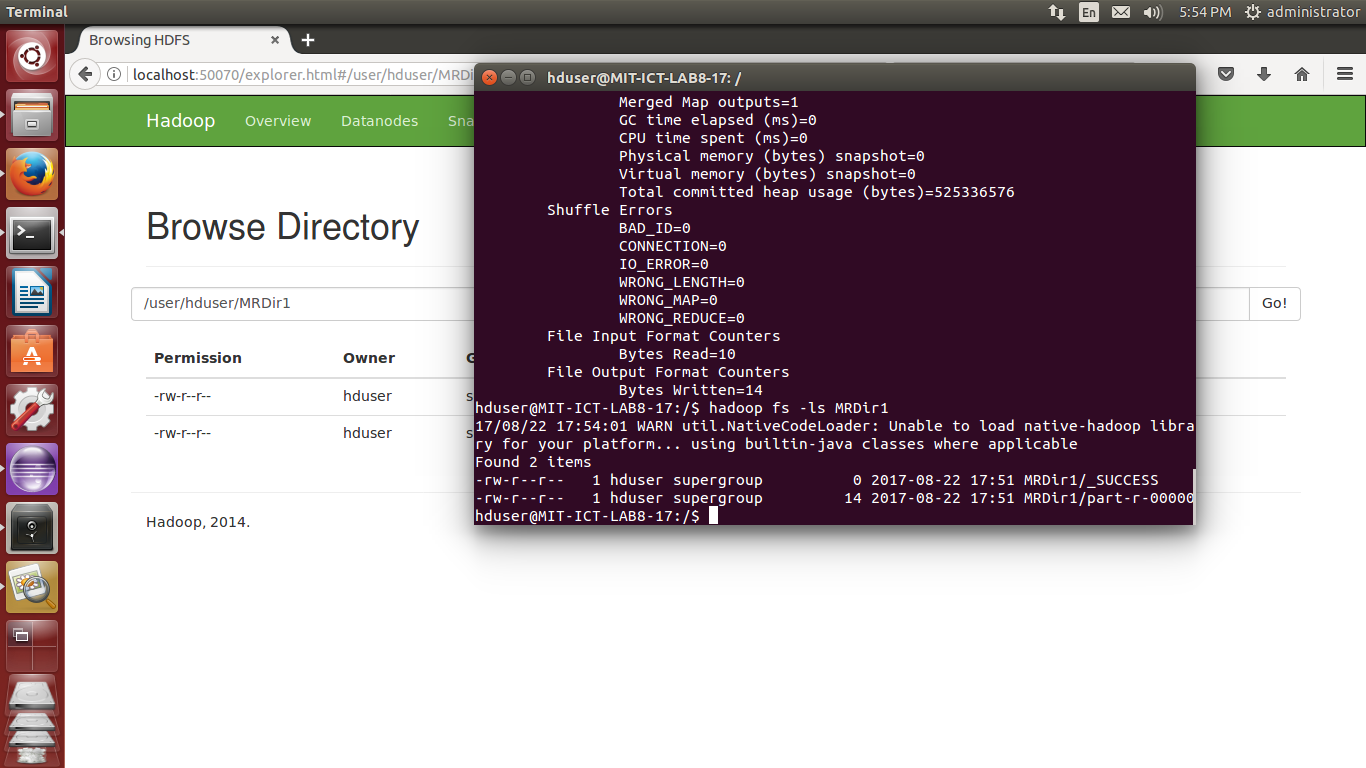 Terminal
En
5:54 PM
administrator
Browsing HDFS
localhost:50070/explorer.html#/user/hduser/MRDi
Hadoop
Overview
Datanodes
Sna
Browse Directory
/user/hduser/MRDir1
Go!
Permission
Owner
-rw-r--r--
hduser
s
-rw-r--r--
hduser
s
Hadoop, 2014.
hduser@MIT-ICT-LAB8-17: /
Merged Map outputs=1
GC time elapsed (ms)=0
CPU time spent (ms)=0
Physical memory (bytes) snapshot=0
Virtual memory (bytes) snapshot=0
Total committed heap usage (bytes)=525336576
Shuffle Errors
BAD_ID=0
CONNECTION=0
IO_ERROR=0
WRONG_LENGTH=0
WRONG_MAP=0
WRONG_REDUCE=0
File Input Format Counters
Bytes Read=10
File Output Format Counters
Bytes Written=14
hduser@MIT-ICT-LAB8-17:/$ hadoop fs -ls MRDir1
17/08/22 17:54:01 WARN util.NativeCodeLoader: Unable to load native-hadoop libra
ry for your platform... using builtin-java classes where applicable
Found 2 items
-rw-r--r--   1 hduser supergroup          0 2017-08-22 17:51 MRDir1/_SUCCESS
-rw-r--r--   1 hduser supergroup         14 2017-08-22 17:51 MRDir1/part-r-00000
hduser@MIT-ICT-LAB8-17:/$